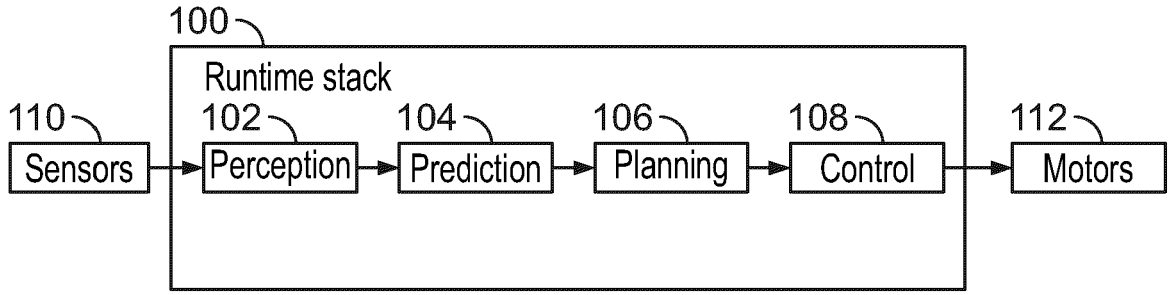 100
Runtime stack
110 102 104 106 108 112
Sensors Perception Prediction Planning Control Motors